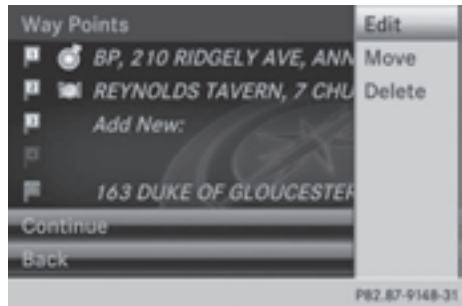 Way Points
BP, 210 RIDGELY AVE, ANN
REYNOLDS TAVERN, 7 CHU
Add New:
163 DUKE OF GLOUCESTER
Continue
Back
Edit
Move
Delete
P82.87-9148-31